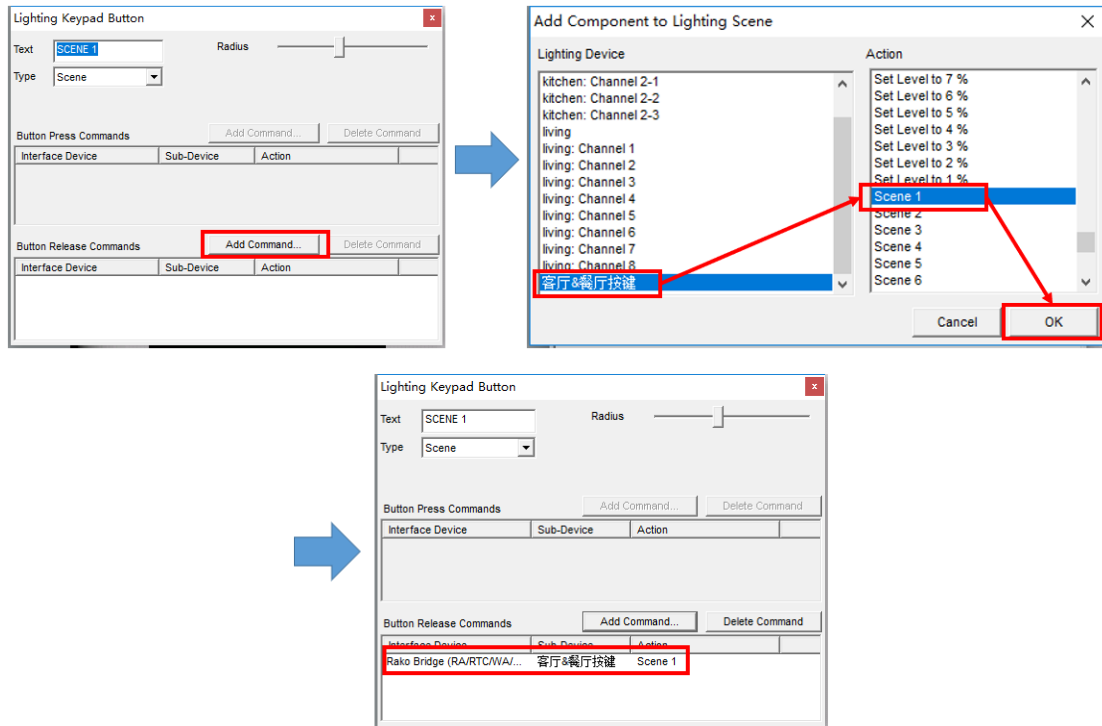 Lighting Keypad Button x
Text SCENE 1 Radius
Type Scene
Button Press Commands Add Command... Delete Command
Interface Device Sub-Device Action
Button Release Commands Add Command... Delete Command
Interface Device Sub-Device Action
Add Component to Lighting Scene
Lighting Device
kitchen: Channel 2-1
kitchen: Channel 2-2
kitchen: Channel 2-3
living
living: Channel 1
living: Channel 2
living: Channel 3
living: Channel 4
living: Channel 5
living: Channel 6
living: Channel 7
living: Channel 8
客厅&餐厅按键
Action
Set Level to 7 %
Set Level to 6 %
Set Level to 5 %
Set Level to 4 %
Set Level to 3 %
Set Level to 2 %
Set Level to 1 %
Scene 1
Scene 2
Scene 3
Scene 4
Scene 5
Scene 6
Cancel OK
Lighting Keypad Button x
Text SCENE 1 Radius
Type Scene
Button Press Commands Add Command... Delete Command
Interface Device Sub-Device Action
Button Release Commands Add Command... Delete Command
Interface Device Sub-Device Action
Rako Bridge (RA/RTC/WA/... 客厅&餐厅按键 Scene 1